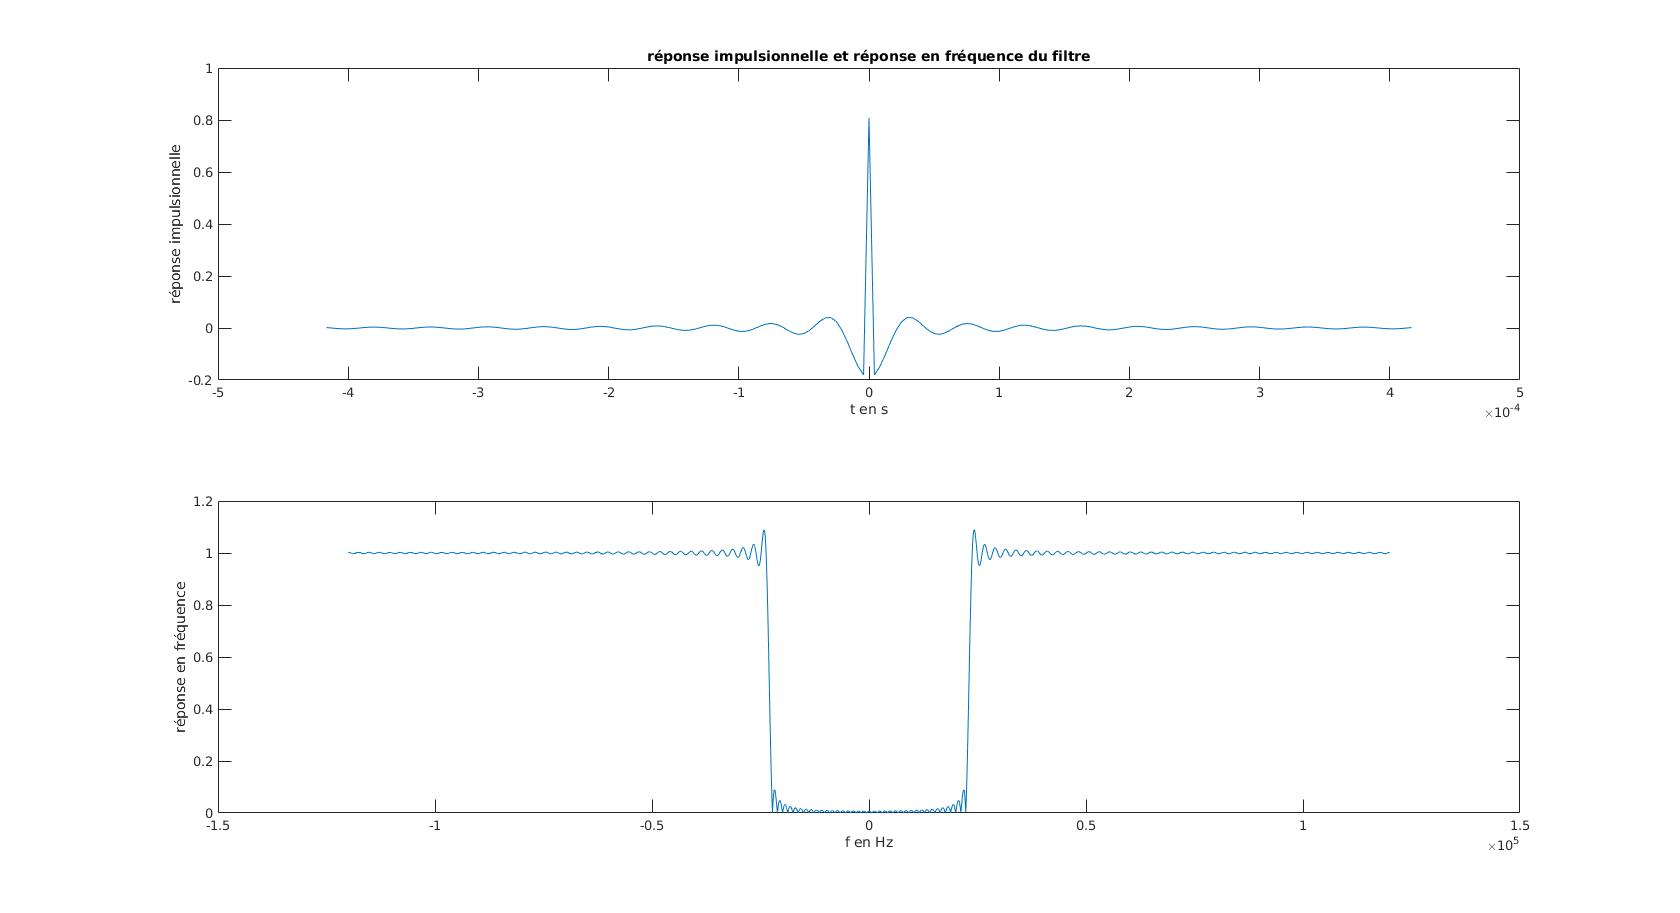 réponse impulsionnelle et réponse en fréquence du filtre
réponse impulsionnelle
1
0.8
0.6
0.4
0.2
0
-0.2
-5 -4 -3 -2 -1 0 1 2 3 4 5
t en s
×10-4
réponse en fréquence
1.2
1
0.8
0.6
0.4
0.2
0
-1.5 -1 -0.5 0 0.5 1 1.5
f en Hz
×105